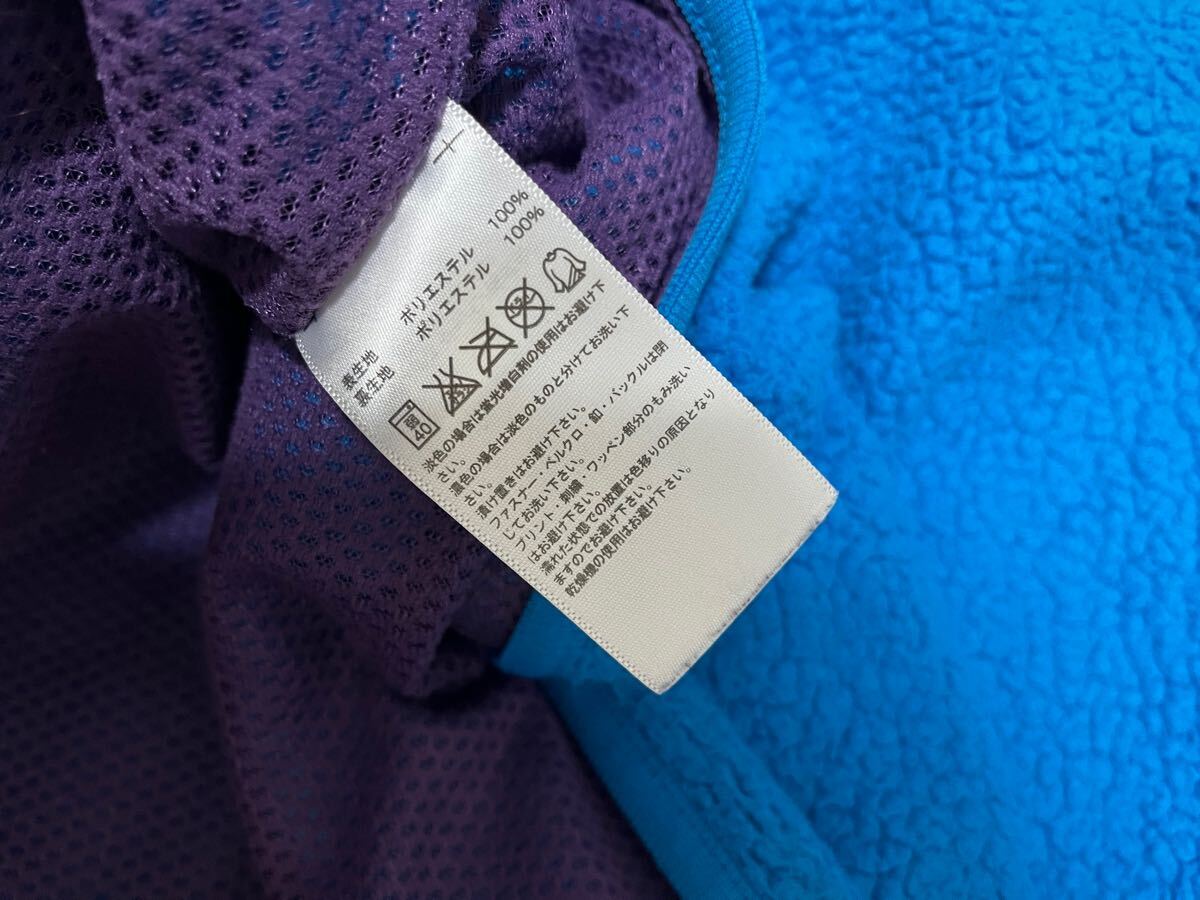 表生地 ポリエステル 100%
裏生地 ポリエステル 100%
弱
40
淡色の場合は蛍光増白剤の使用はお避け下
さい。
濃色の場合は淡色のものと分けてお洗い下
さい。
漬け置きはお避け下さい。
ファスナー・ベルクロ・釦・バックルは閉
じてお洗い下さい。
プリント・刺繍・ワッペン部分のもみ洗い
はお避け下さい。
濡れた状態での放置は色移りの原因となり
ますのでお避け下さい。
乾燥機の使用はお避け下さい。